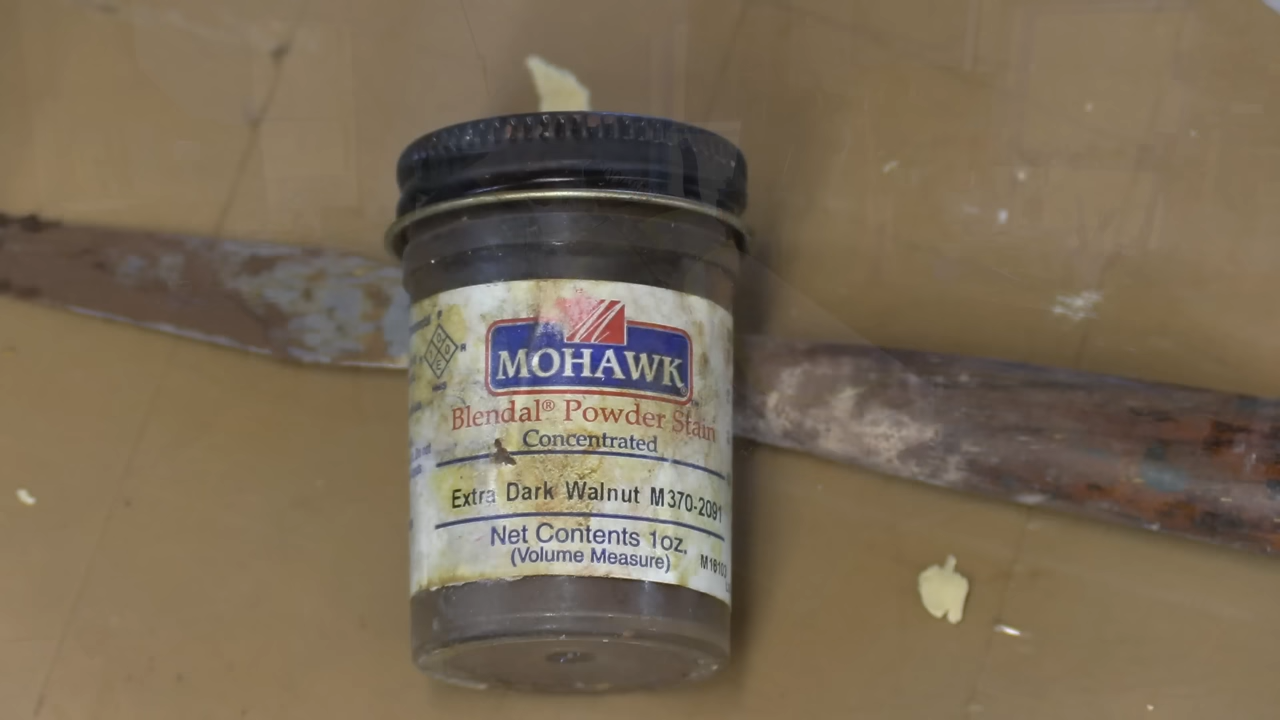 MOHAWK
Blendal® Powder Stain
Concentrated
Extra Dark Walnut M370-2091
Net Contents 1oz.
(Volume Measure)